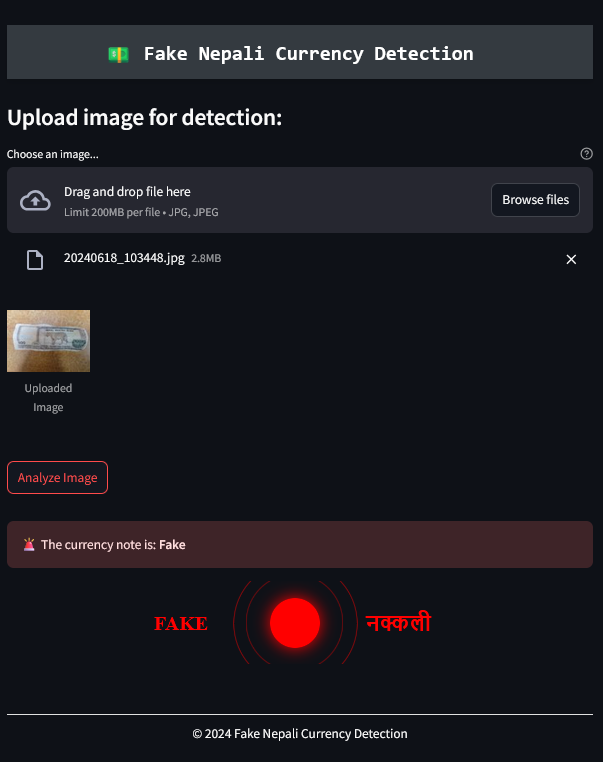 Fake Nepali Currency Detection
Upload image for detection:
Choose an image...
Drag and drop file here
Limit 200MB per file • JPG, JPEG
Browse files
20240618_103448.jpg 2.8MB
Uploaded
Image
Analyze Image
The currency note is: Fake
FAKE
नक्कली
© 2024 Fake Nepali Currency Detection